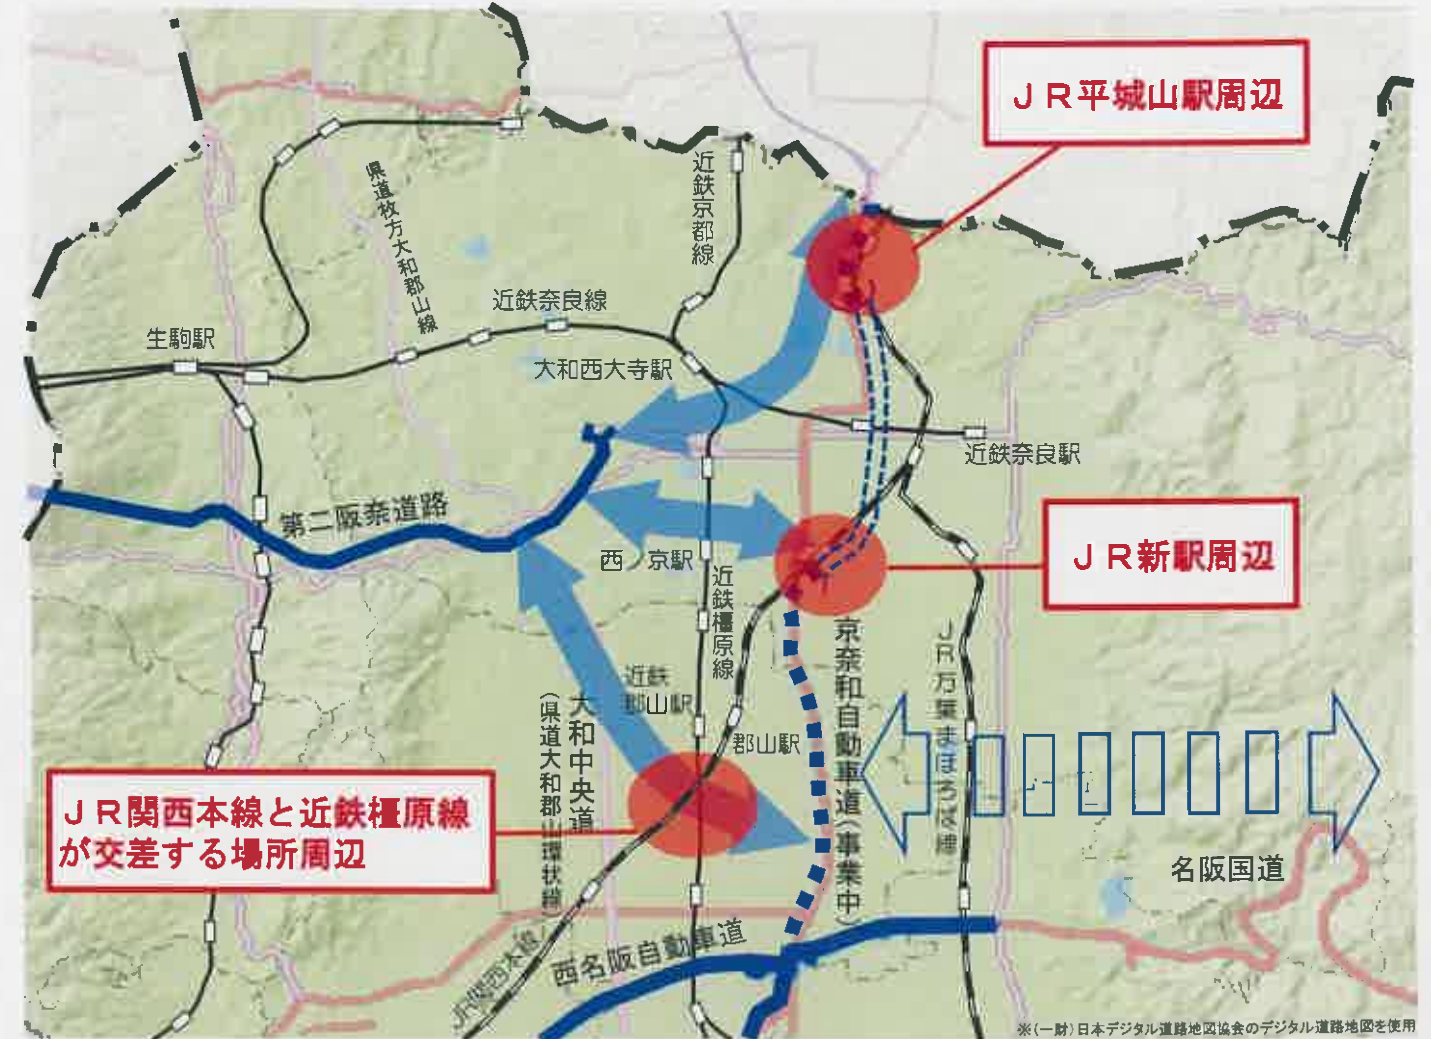 ＪＲ平城山駅周辺
近鉄京都線
県道枚方大和郡山線
近鉄奈良線
生駒駅
大和西大寺駅
近鉄奈良駅
第二阪奈道路
ＪＲ新駅周辺
西ノ京駅
近鉄橿原線
京奈和自動車道（事業中）
ＪＲ万葉まほろば線
近鉄
郡山駅
大和中央道
（県道大和郡山環状線）
郡山駅
ＪＲ関西本線と近鉄橿原線
が交差する場所周辺
名阪国道
西名阪自動車道
JR関西本線
※（一財）日本デジタル道路地図協会のデジタル道路地図を使用